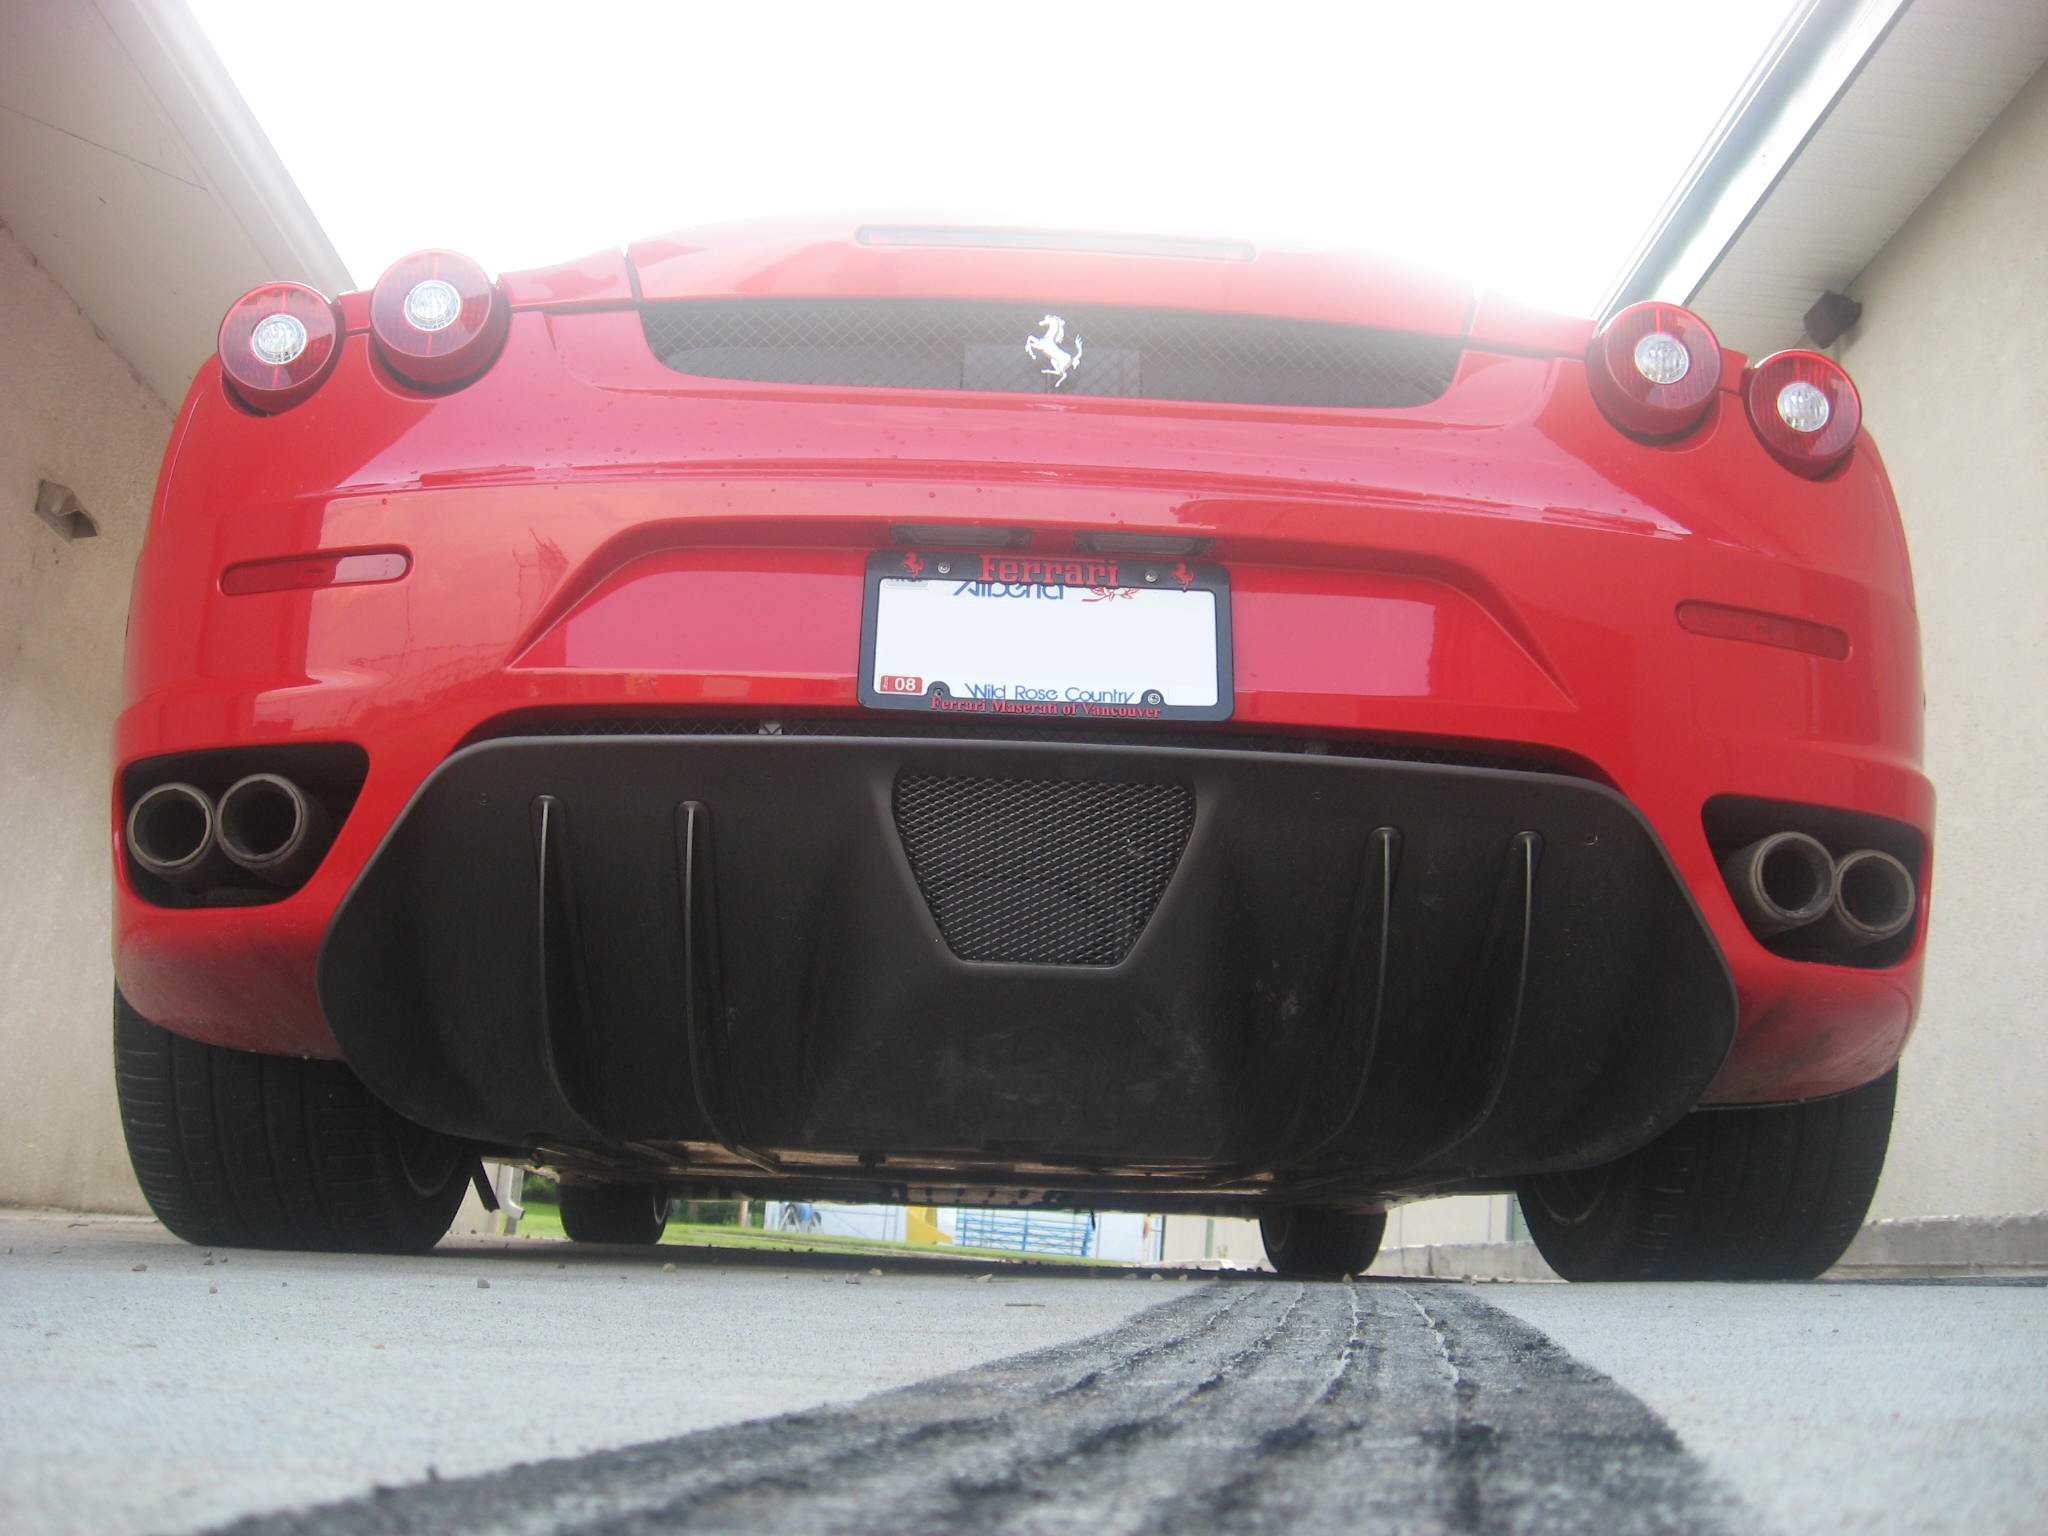 Ferrari
Alberta
08
Wild Rose Country
Ferrari Maserati of Vancouver